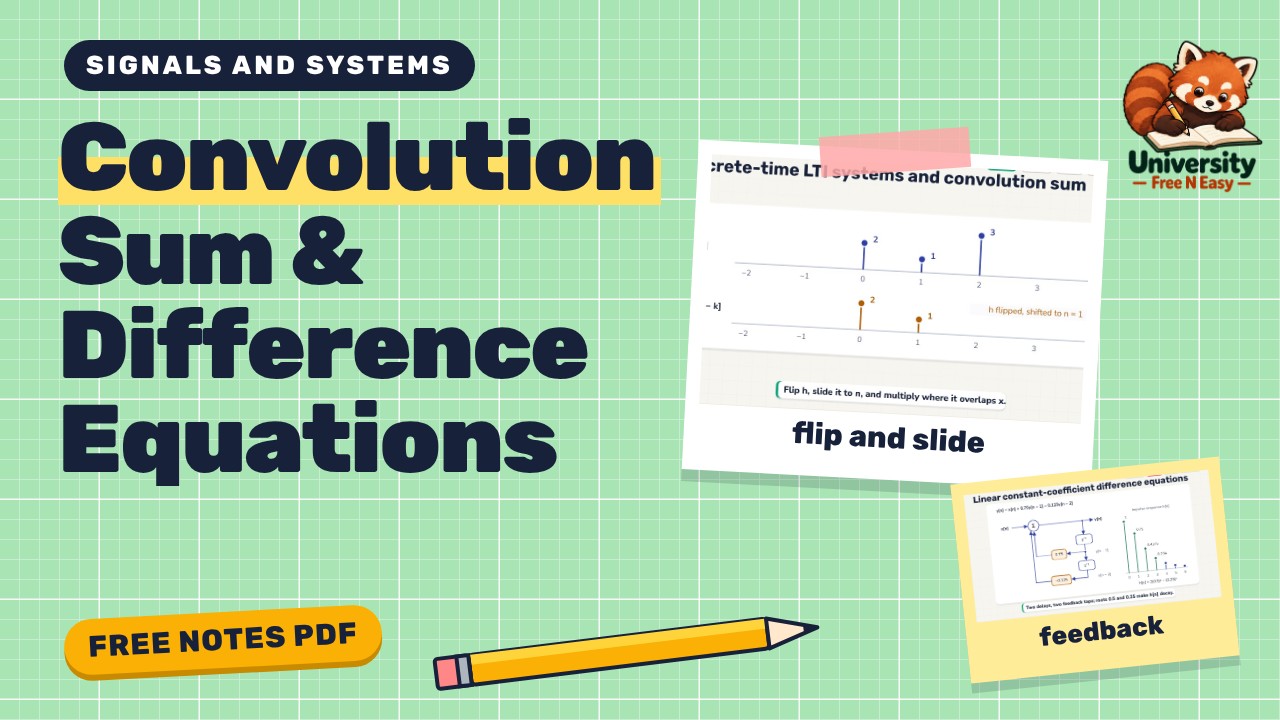 SIGNALS AND SYSTEMS
Convolution
Sum &
Difference
Equations
FREE NOTES PDF
University
Free N Easy
crete-time LTI systems and convolution sum
2
1
3
−2 −1 0 1 2 3
− k]
2
1
h flipped, shifted to n = 1
−2 −1 0 1 2 3
Flip h, slide it to n, and multiply where it overlaps x.
flip and slide
Linear constant-coefficient difference equations
Two delays, two feedback taps: roots 0.5 and 0.25 make h[n] decay.
feedback